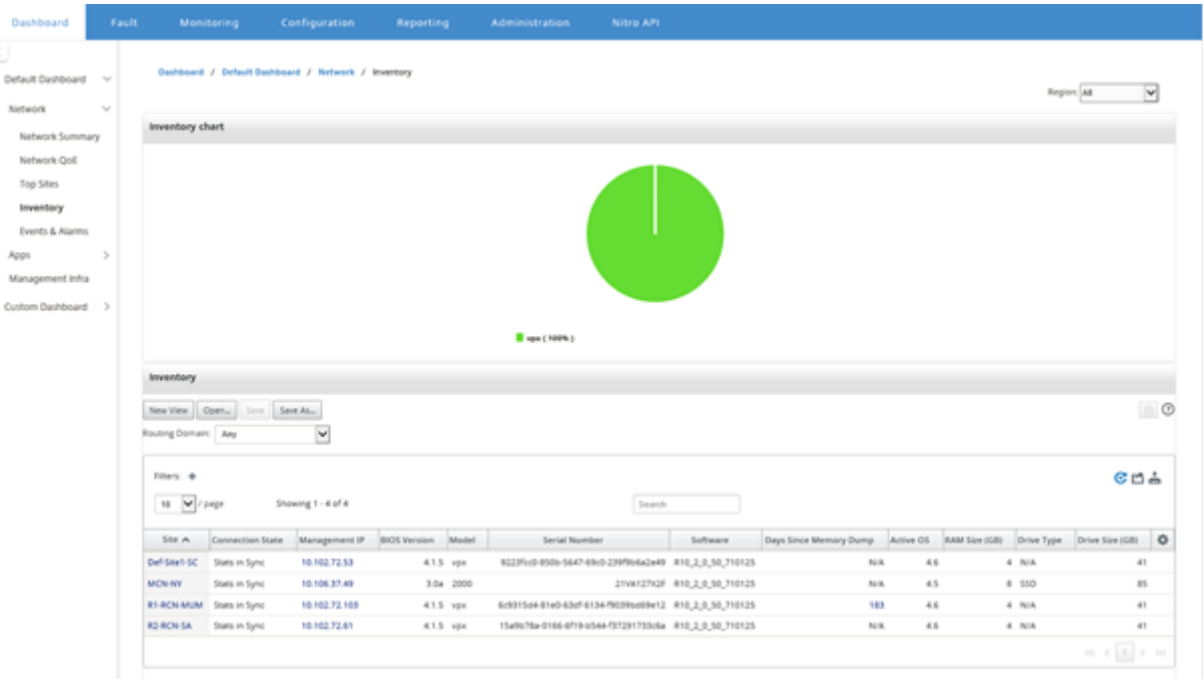 Dashboard Fault Monitoring Configuration Reporting Administration Nitro API
Default Dashboard
Network
Network Summary
Network QoE
Top Sites
Inventory
Events & Alarms
Apps
Management Infra
Custom Dashboard
Dashboard / Default Dashboard / Network / Inventory
Region: All
Inventory chart
vpx ( 100% )
Inventory
New View Open... Save Save As...
Routing Domain: Any
Filters: +
10 / page Showing 1 - 4 of 4 Search
Site Connection State Management IP BIOS Version Model Serial Number Software Days Since Memory Dump Active OS RAM Size (GB) Drive Type Drive Size (GB)
Def-Site1-SC Stats in Sync 10.102.72.53 4.1.5 vpx R10_2_0_50_710125 N/A 4.6 4 N/A 41
MCN-NY Stats in Sync 10.106.37.49 3.0a 2000 21VA127X2F R10_2_0_50_710125 N/A 4.5 8 SSD 85
R1-RCN-MUM Stats in Sync 10.102.72.103 4.1.5 vpx R10_2_0_50_710125 183 4.6 4 N/A 41
R2-RCN-SA Stats in Sync 10.102.72.61 4.1.5 vpx R10_2_0_50_710125 N/A 4.6 4 N/A 41
1